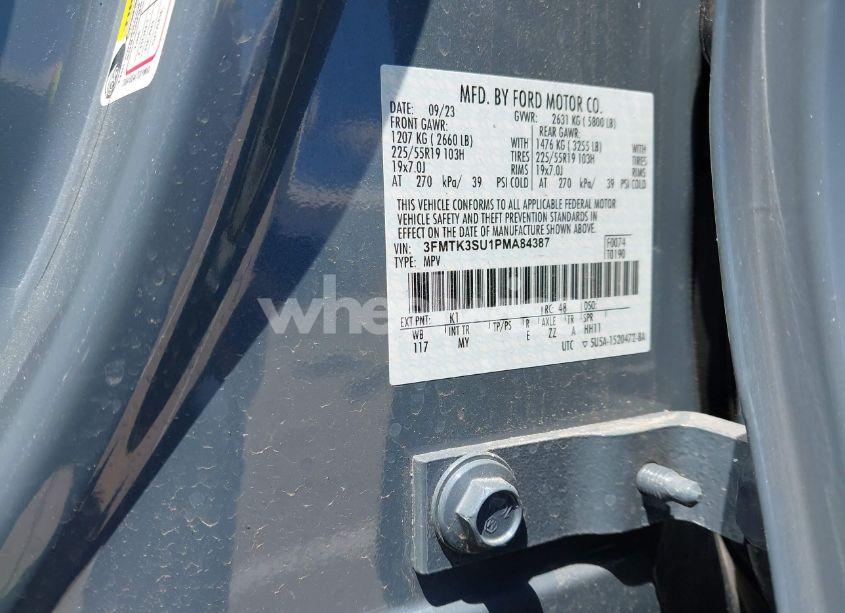 MFD. BY FORD MOTOR CO.
DATE: 09/23 GVWR: 2631 KG ( 5800 LB)
FRONT GAWR: REAR GAWR:
1207 KG ( 2660 LB) WITH 1476 KG ( 3255 LB) WITH
225/55R19 103H TIRES 225/55R19 103H TIRES
19x7.0J RIMS 19x7.0J RIMS
AT 270 kPa/ 39 PSI COLD AT 270 kPa/ 39 PSI COLD
THIS VEHICLE CONFORMS TO ALL APPLICABLE FEDERAL MOTOR
VEHICLE SAFETY AND THEFT PREVENTION STANDARDS IN
EFFECT ON THE DATE OF MANUFACTURE SHOWN ABOVE.
VIN: 3FMTK3SU1PMA84387 F0074
TYPE: MPV T0190
EXT PNT: K1 RC: 48 DSO:
WB INT TR TP/PS R AXLE TR SPR
117 MY E ZZ A HH11
UTC 5U5A-1520472-BA